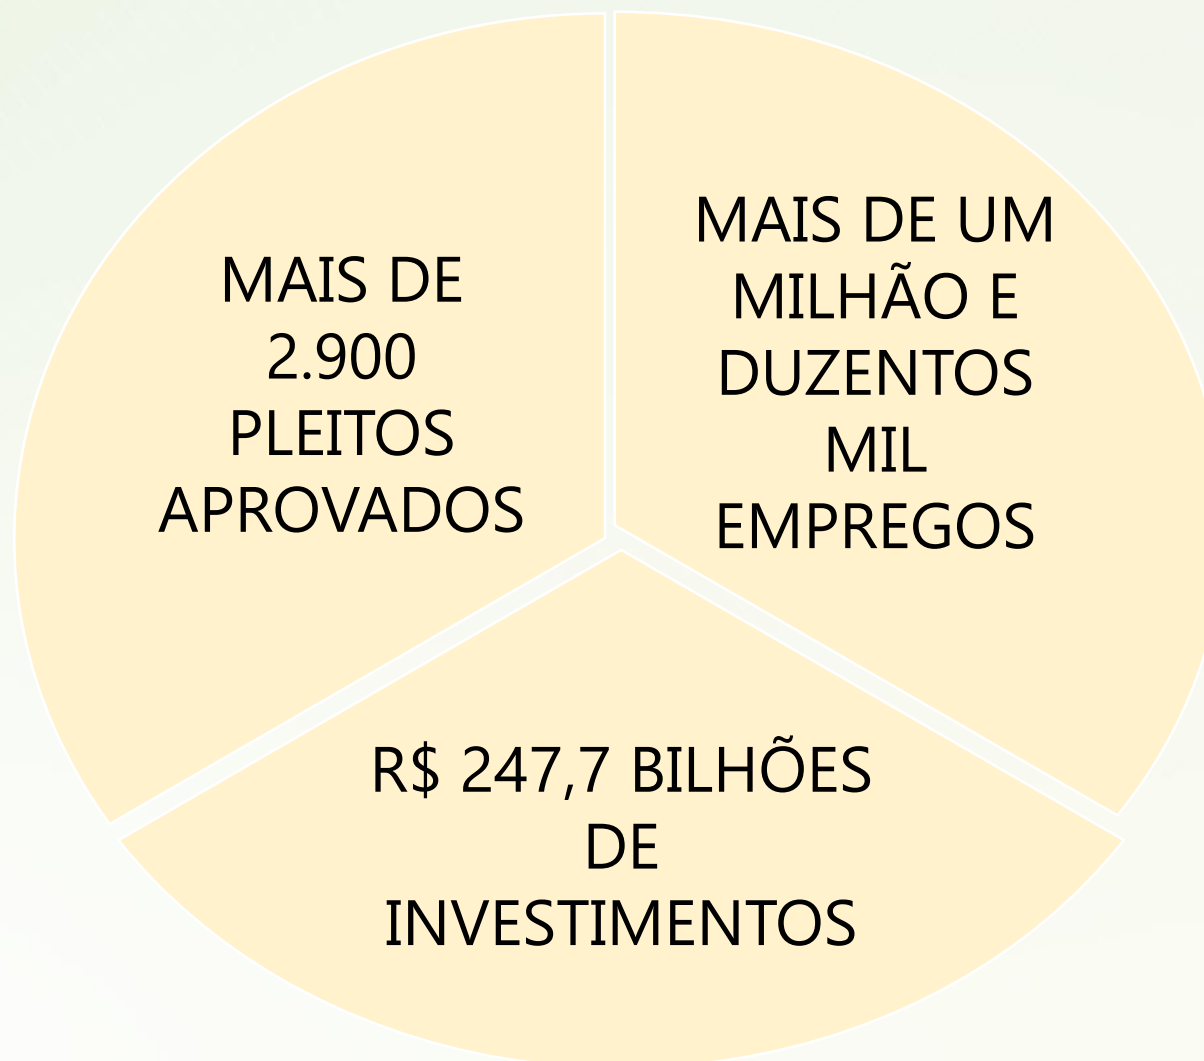 MAIS DE
2.900
PLEITOS
APROVADOS
MAIS DE UM
MILHÃO E
DUZENTOS
MIL
EMPREGOS
R$ 247,7 BILHÕES
DE
INVESTIMENTOS